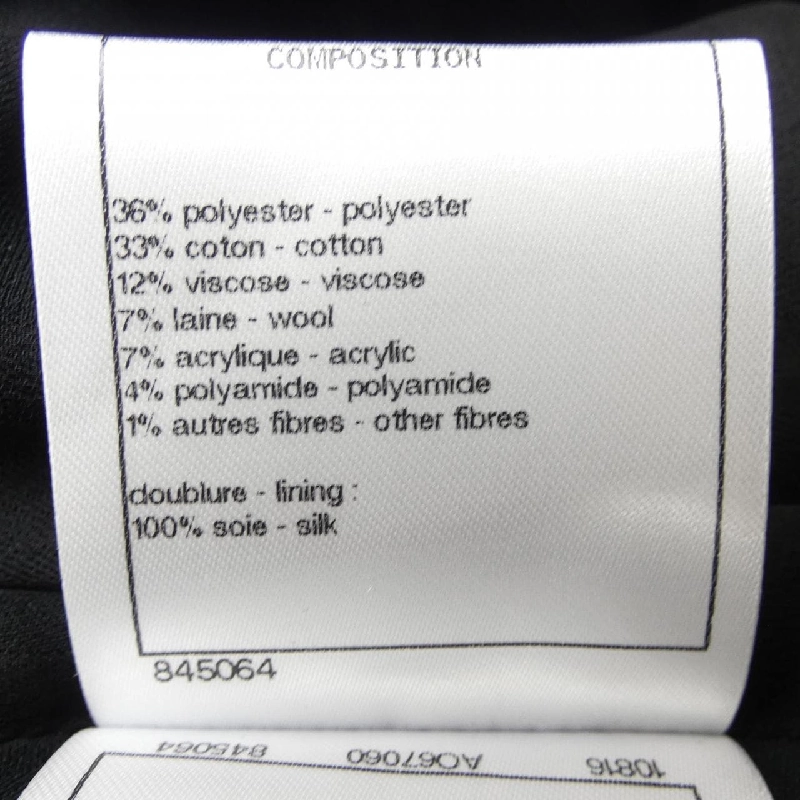 COMPOSITION
36% polyester - polyester
33% coton - cotton
12% viscose - viscose
7% laine - wool
7% acrylique - acrylic
4% polyamide - polyamide
1% autres fibres - other fibres
doublure - lining :
100% soie - silk
845064
10816 AO67060 845064